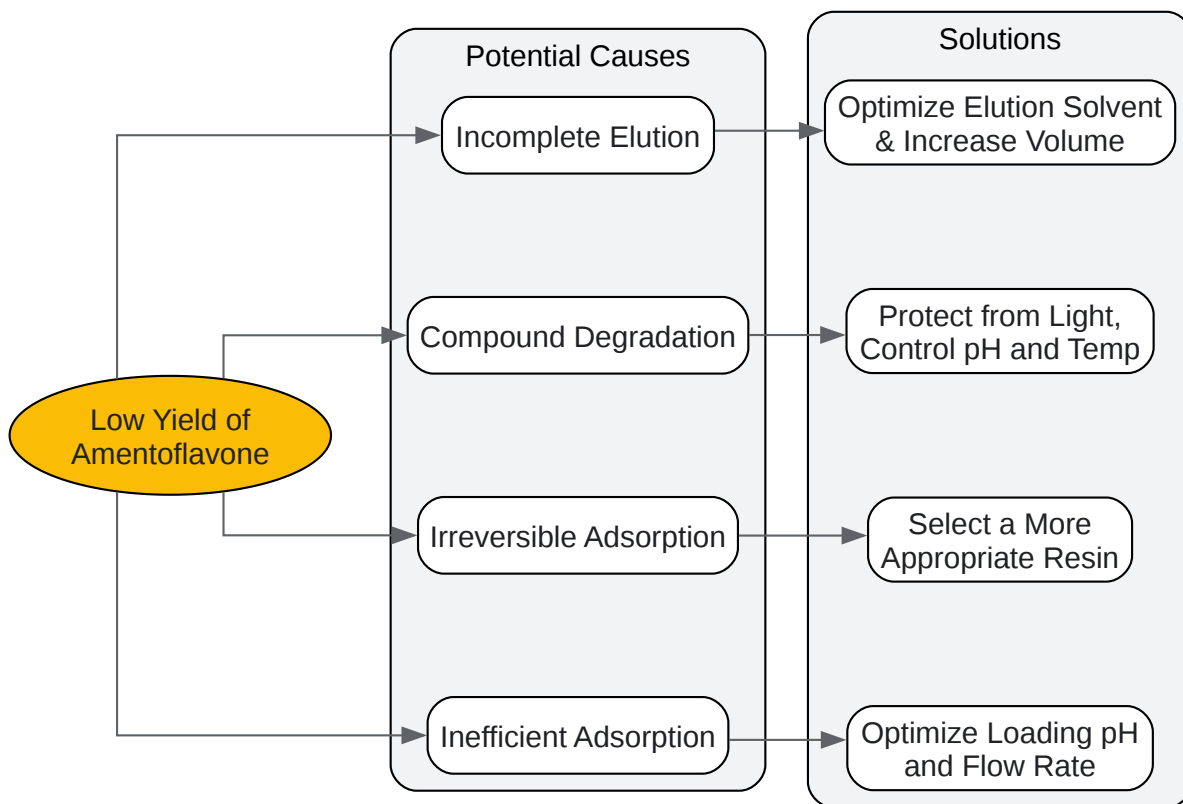 Potential Causes
Solutions
Incomplete Elution
Optimize Elution Solvent
& Increase Volume
Compound Degradation
Protect from Light,
Control pH and Temp
Low Yield of
Amentoflavone
Irreversible Adsorption
Select a More
Appropriate Resin
Inefficient Adsorption
Optimize Loading pH
and Flow Rate